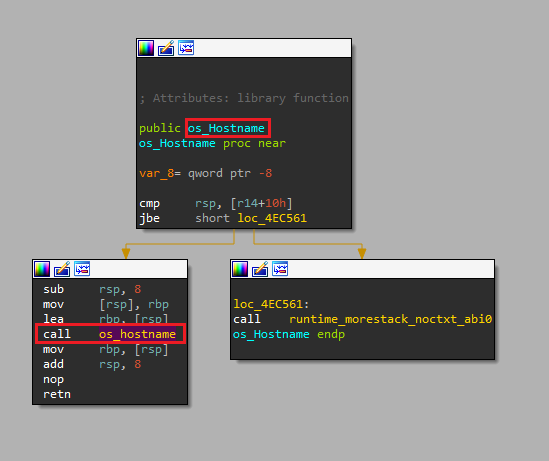 ; Attributes: library function
public os_Hostname
os_Hostname proc near
var_8= qword ptr -8
cmp rsp, [r14+10h]
jbe short loc_4EC561
sub rsp, 8
mov [rsp], rbp
lea rbp, [rsp]
call os_hostname
mov rbp, [rsp]
add rsp, 8
nop
retn
loc_4EC561:
call runtime_morestack_noctxt_abi0
os_Hostname endp